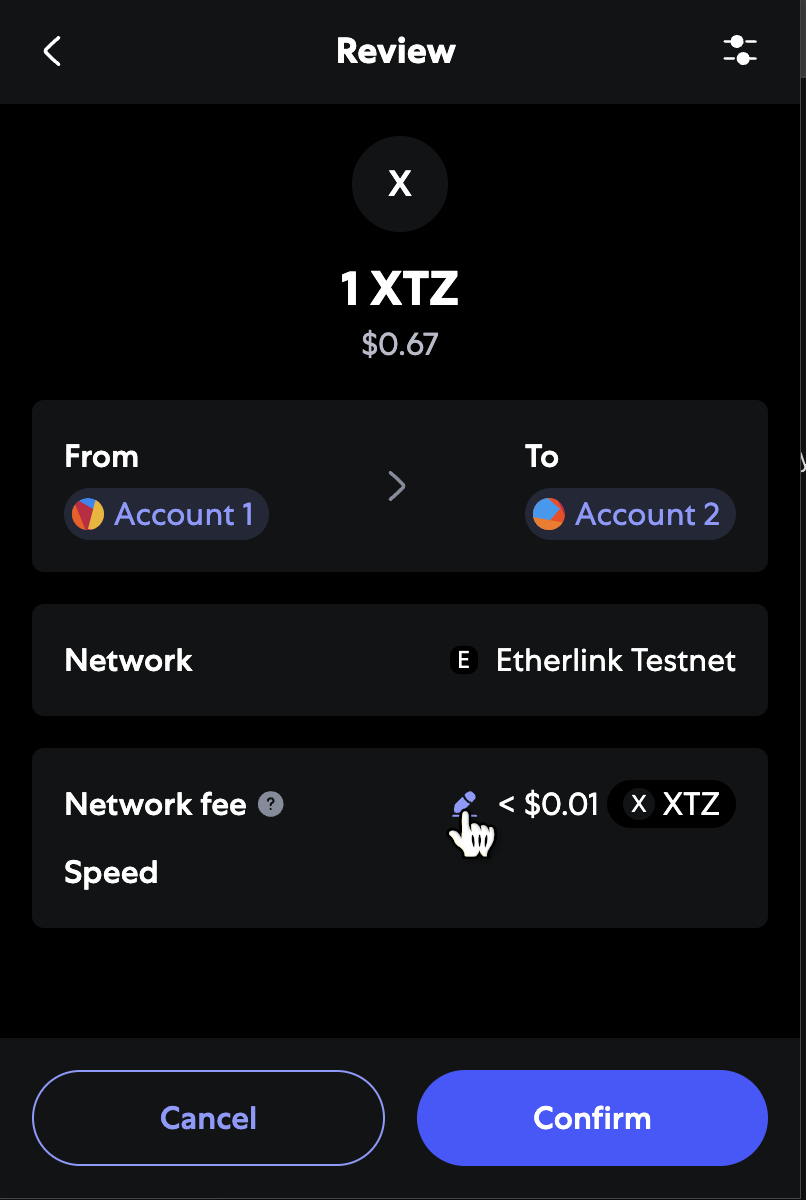 Review
X
1 XTZ
$0.67
From To
Account 1 Account 2
Network E Etherlink Testnet
Network fee ? < $0.01 X XTZ
Speed
Cancel Confirm